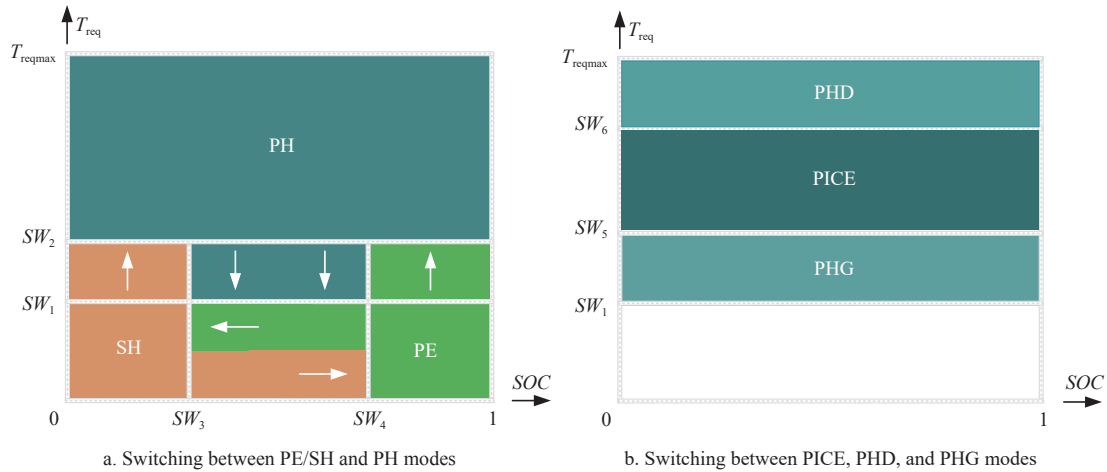 T_req
T_reqmax
PH
SW_2
SW_1
SH
PE
SOC
0
SW_3
SW_4
1
a. Switching between PE/SH and PH modes
T_req
T_reqmax
PHD
SW_6
PICE
SW_5
PHG
SW_1
SOC
0
1
b. Switching between PICE, PHD, and PHG modes